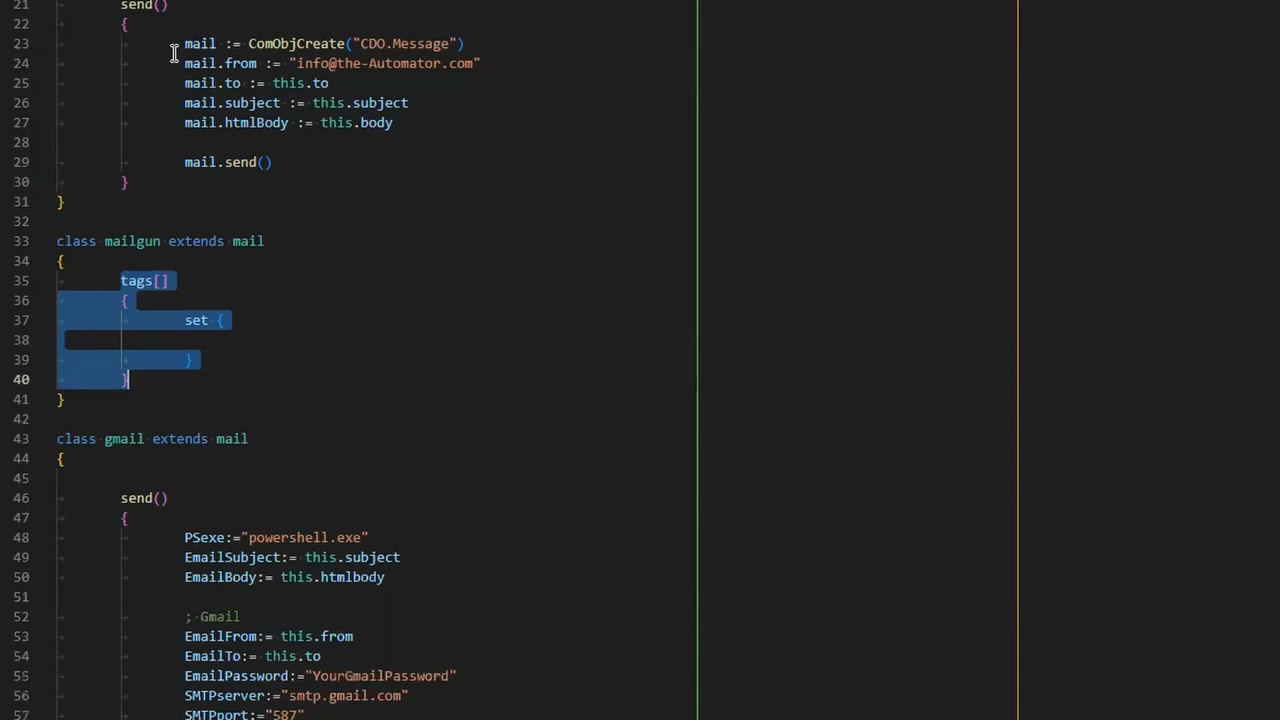 21 send()
22 {
23 mail := ComObjCreate("CDO.Message")
24 mail.from := "info@the-Automator.com"
25 mail.to := this.to
26 mail.subject := this.subject
27 mail.htmlBody := this.body
28
29 mail.send()
30 }
31 }
32
33 class mailgun extends mail
34 {
35 tags[]
36 {
37 set {
38
39 }
40 }
41 }
42
43 class gmail extends mail
44 {
45
46 send()
47 {
48 PSexe:="powershell.exe"
49 EmailSubject:= this.subject
50 EmailBody:= this.htmlbody
51
52 ; Gmail
53 EmailFrom:= this.from
54 EmailTo:= this.to
55 EmailPassword:="YourGmailPassword"
56 SMTPserver:="smtp.gmail.com"
57 SMTPport:="587"